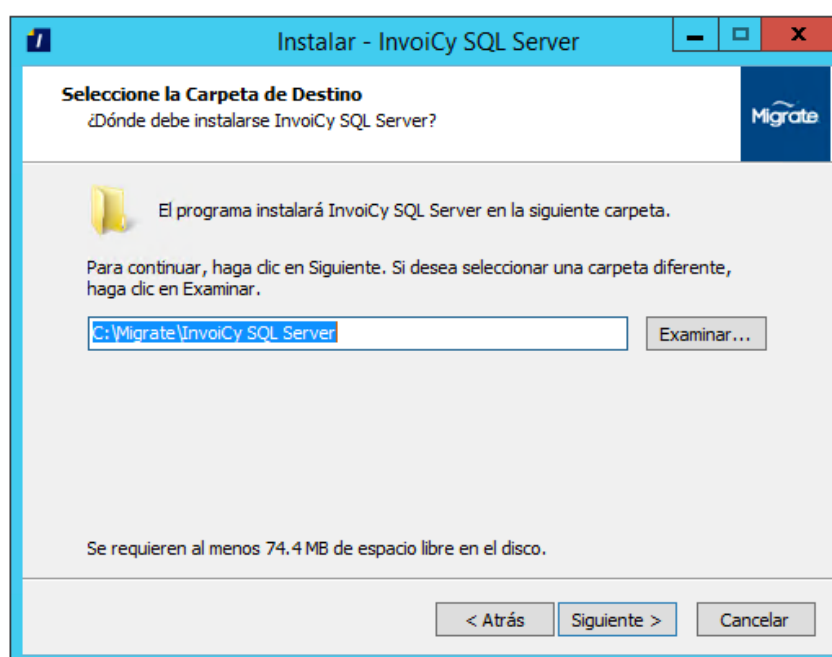 Instalar - InvoiCy SQL Server
Seleccione la Carpeta de Destino
¿Dónde debe instalarse InvoiCy SQL Server?
Migrate
El programa instalará InvoiCy SQL Server en la siguiente carpeta.
Para continuar, haga clic en Siguiente. Si desea seleccionar una carpeta diferente,
haga clic en Examinar.
C:\Migrate\InvoiCy SQL Server
Examinar...
Se requieren al menos 74.4 MB de espacio libre en el disco.
< Atrás
Siguiente >
Cancelar